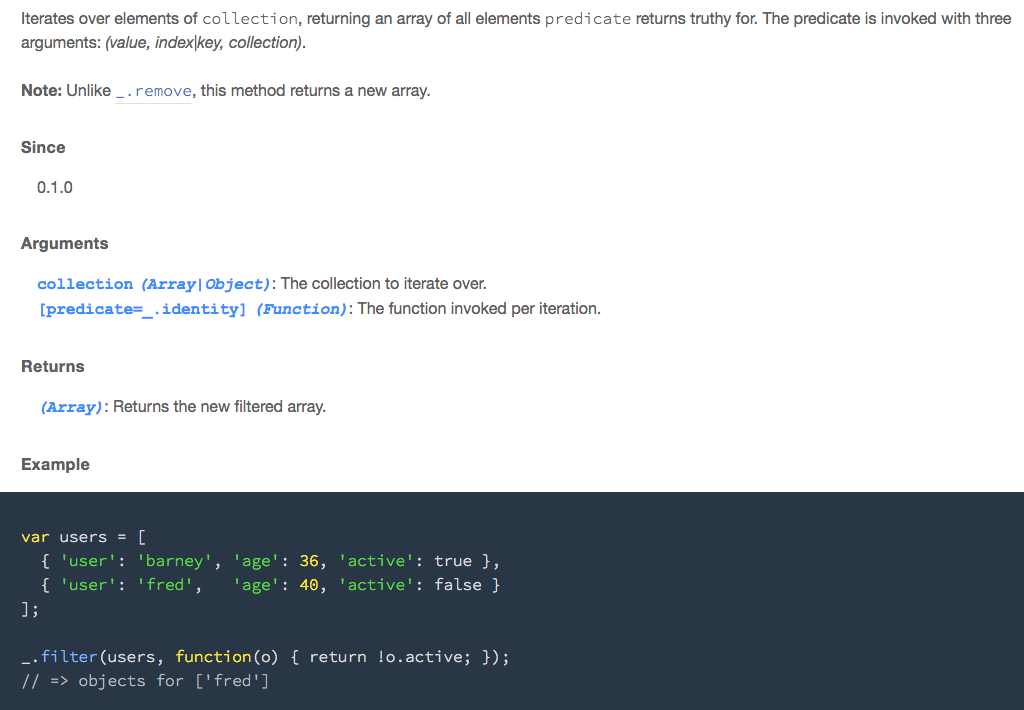 Iterates over elements of collection, returning an array of all elements predicate returns truthy for. The predicate is invoked with three
arguments: (value, index|key, collection).
Note: Unlike _.remove, this method returns a new array.
Since
0.1.0
Arguments
collection (Array|Object): The collection to iterate over.
[predicate=_.identity] (Function): The function invoked per iteration.
Returns
(Array): Returns the new filtered array.
Example
var users = [
  { 'user': 'barney', 'age': 36, 'active': true },
  { 'user': 'fred',   'age': 40, 'active': false }
];
_.filter(users, function(o) { return !o.active; });
// => objects for ['fred']